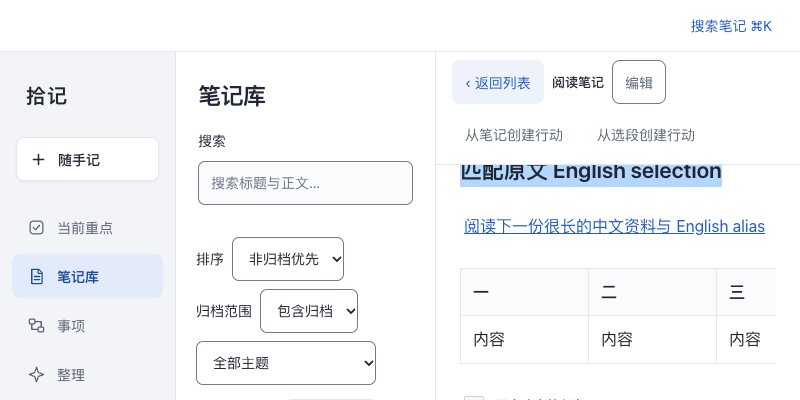 搜索笔记 ⌘K
拾记
随手记
当前重点
笔记库
事项
整理
笔记库
搜索
搜索标题与正文...
排序 非归档优先
归档范围 包含归档
全部主题
‹ 返回列表 阅读笔记 编辑
从笔记创建行动 从选段创建行动
匹配原文 English selection
阅读下一份很长的中文资料与 English alias
一 二 三
内容 内容 内容